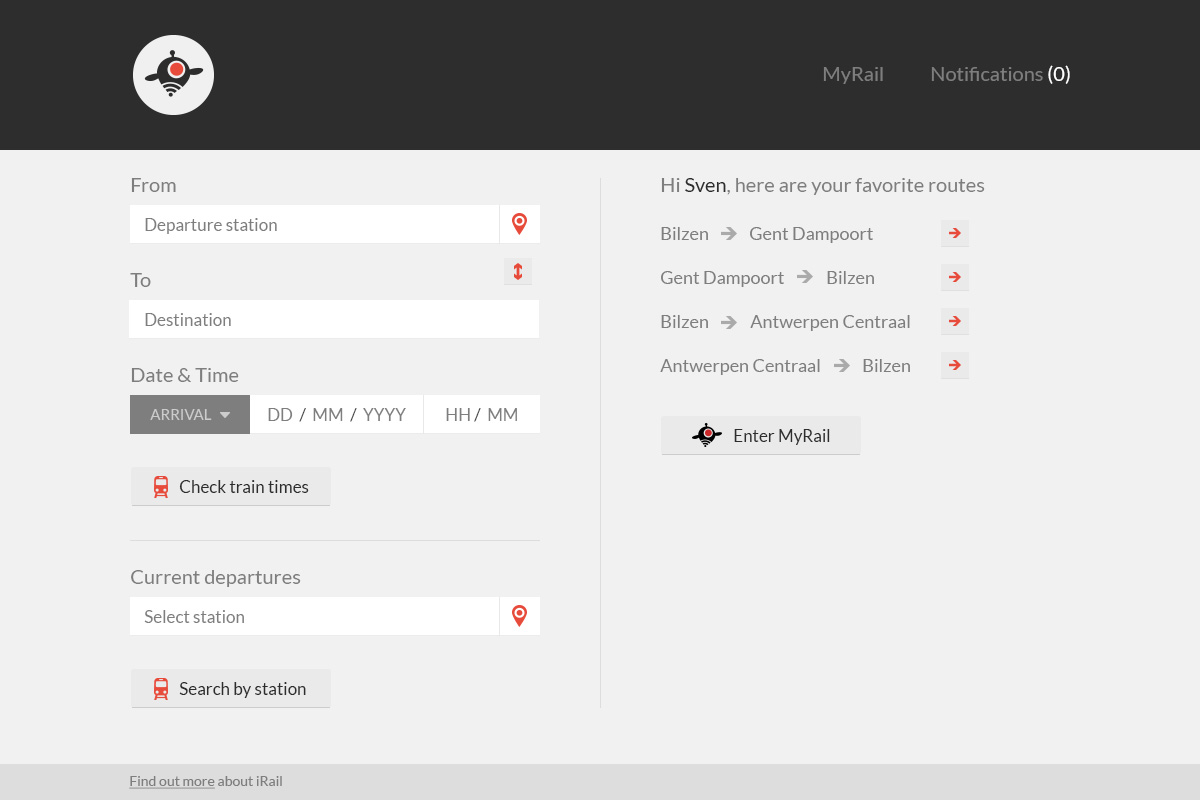 MyRail
Notifications (0)
From
Departure station
To
Destination
Date & Time
ARRIVAL
DD / MM / YYYY
HH / MM
Check train times
Current departures
Select station
Search by station
Hi Sven, here are your favorite routes
Bilzen Gent Dampoort
Gent Dampoort Bilzen
Bilzen Antwerpen Centraal
Antwerpen Centraal Bilzen
Enter MyRail
Find out more about iRail